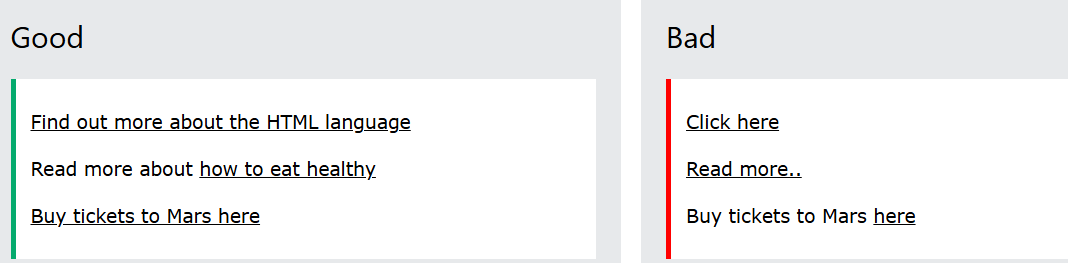 Good
Find out more about the HTML language
Read more about how to eat healthy
Buy tickets to Mars here
Bad
Click here
Read more..
Buy tickets to Mars here